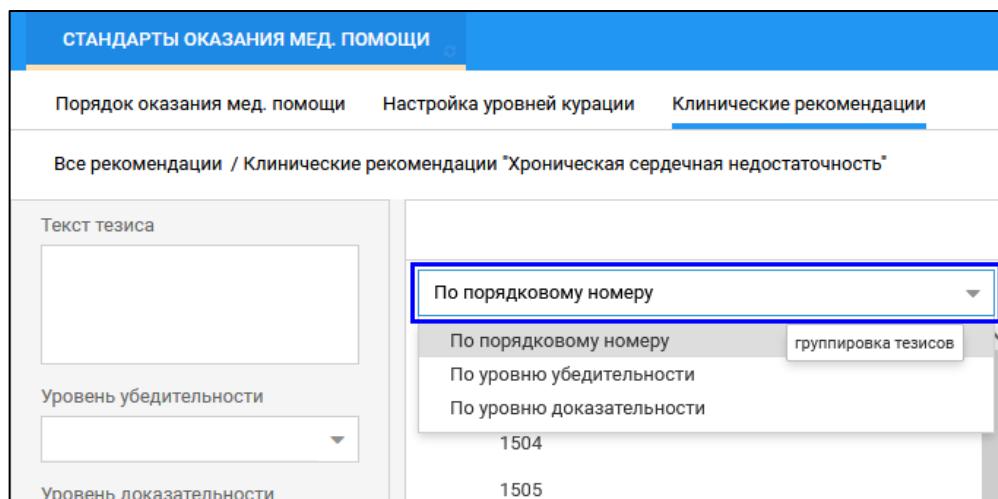 СТАНДАРТЫ ОКАЗАНИЯ МЕД. ПОМОЩИ
Порядок оказания мед. помощи Настройка уровней курации Клинические рекомендации
Все рекомендации / Клинические рекомендации "Хроническая сердечная недостаточность"
Текст тезиса
По порядковому номеру
По порядковому номеру
группировка тезисов
По уровню убедительности
По уровню доказательности
Уровень убедительности
1504
1505
Уровень доказательности